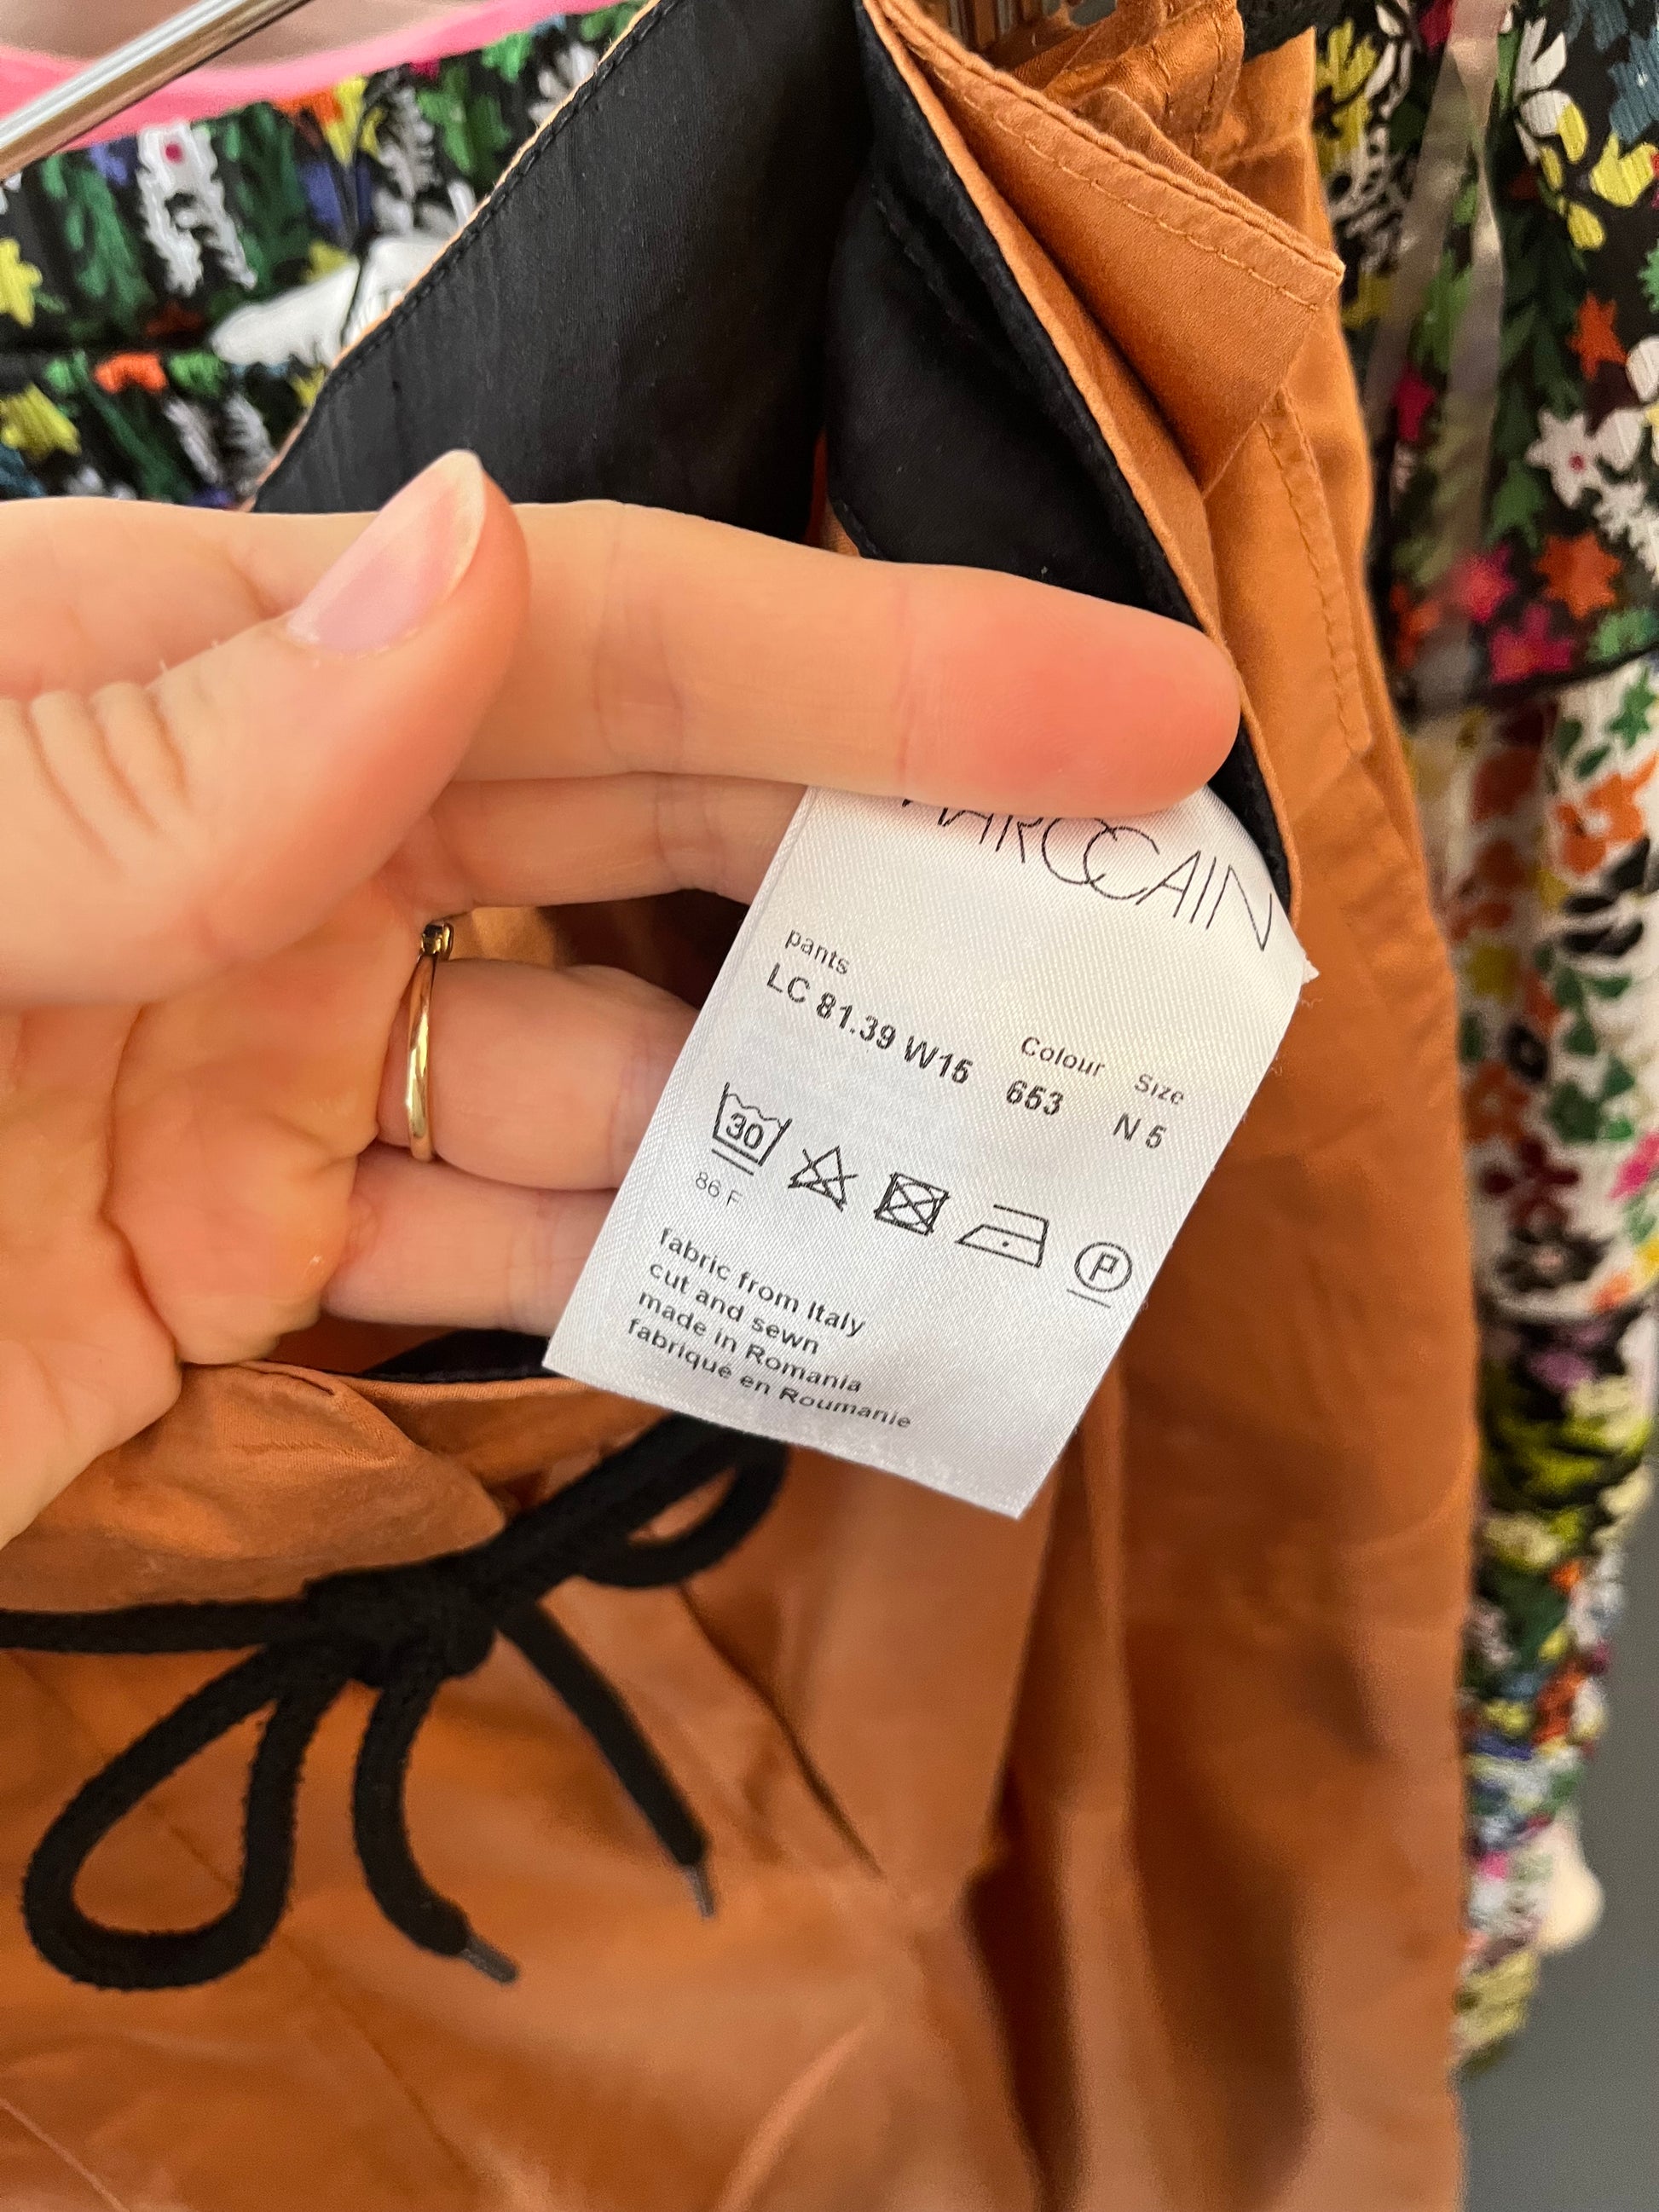 MARCCAIN
pants
Colour Size
LC 81.39 W15 653 N 5
30 P
86 F
fabric from Italy
cut and sewn
made in Romania
fabriqué en Roumanie